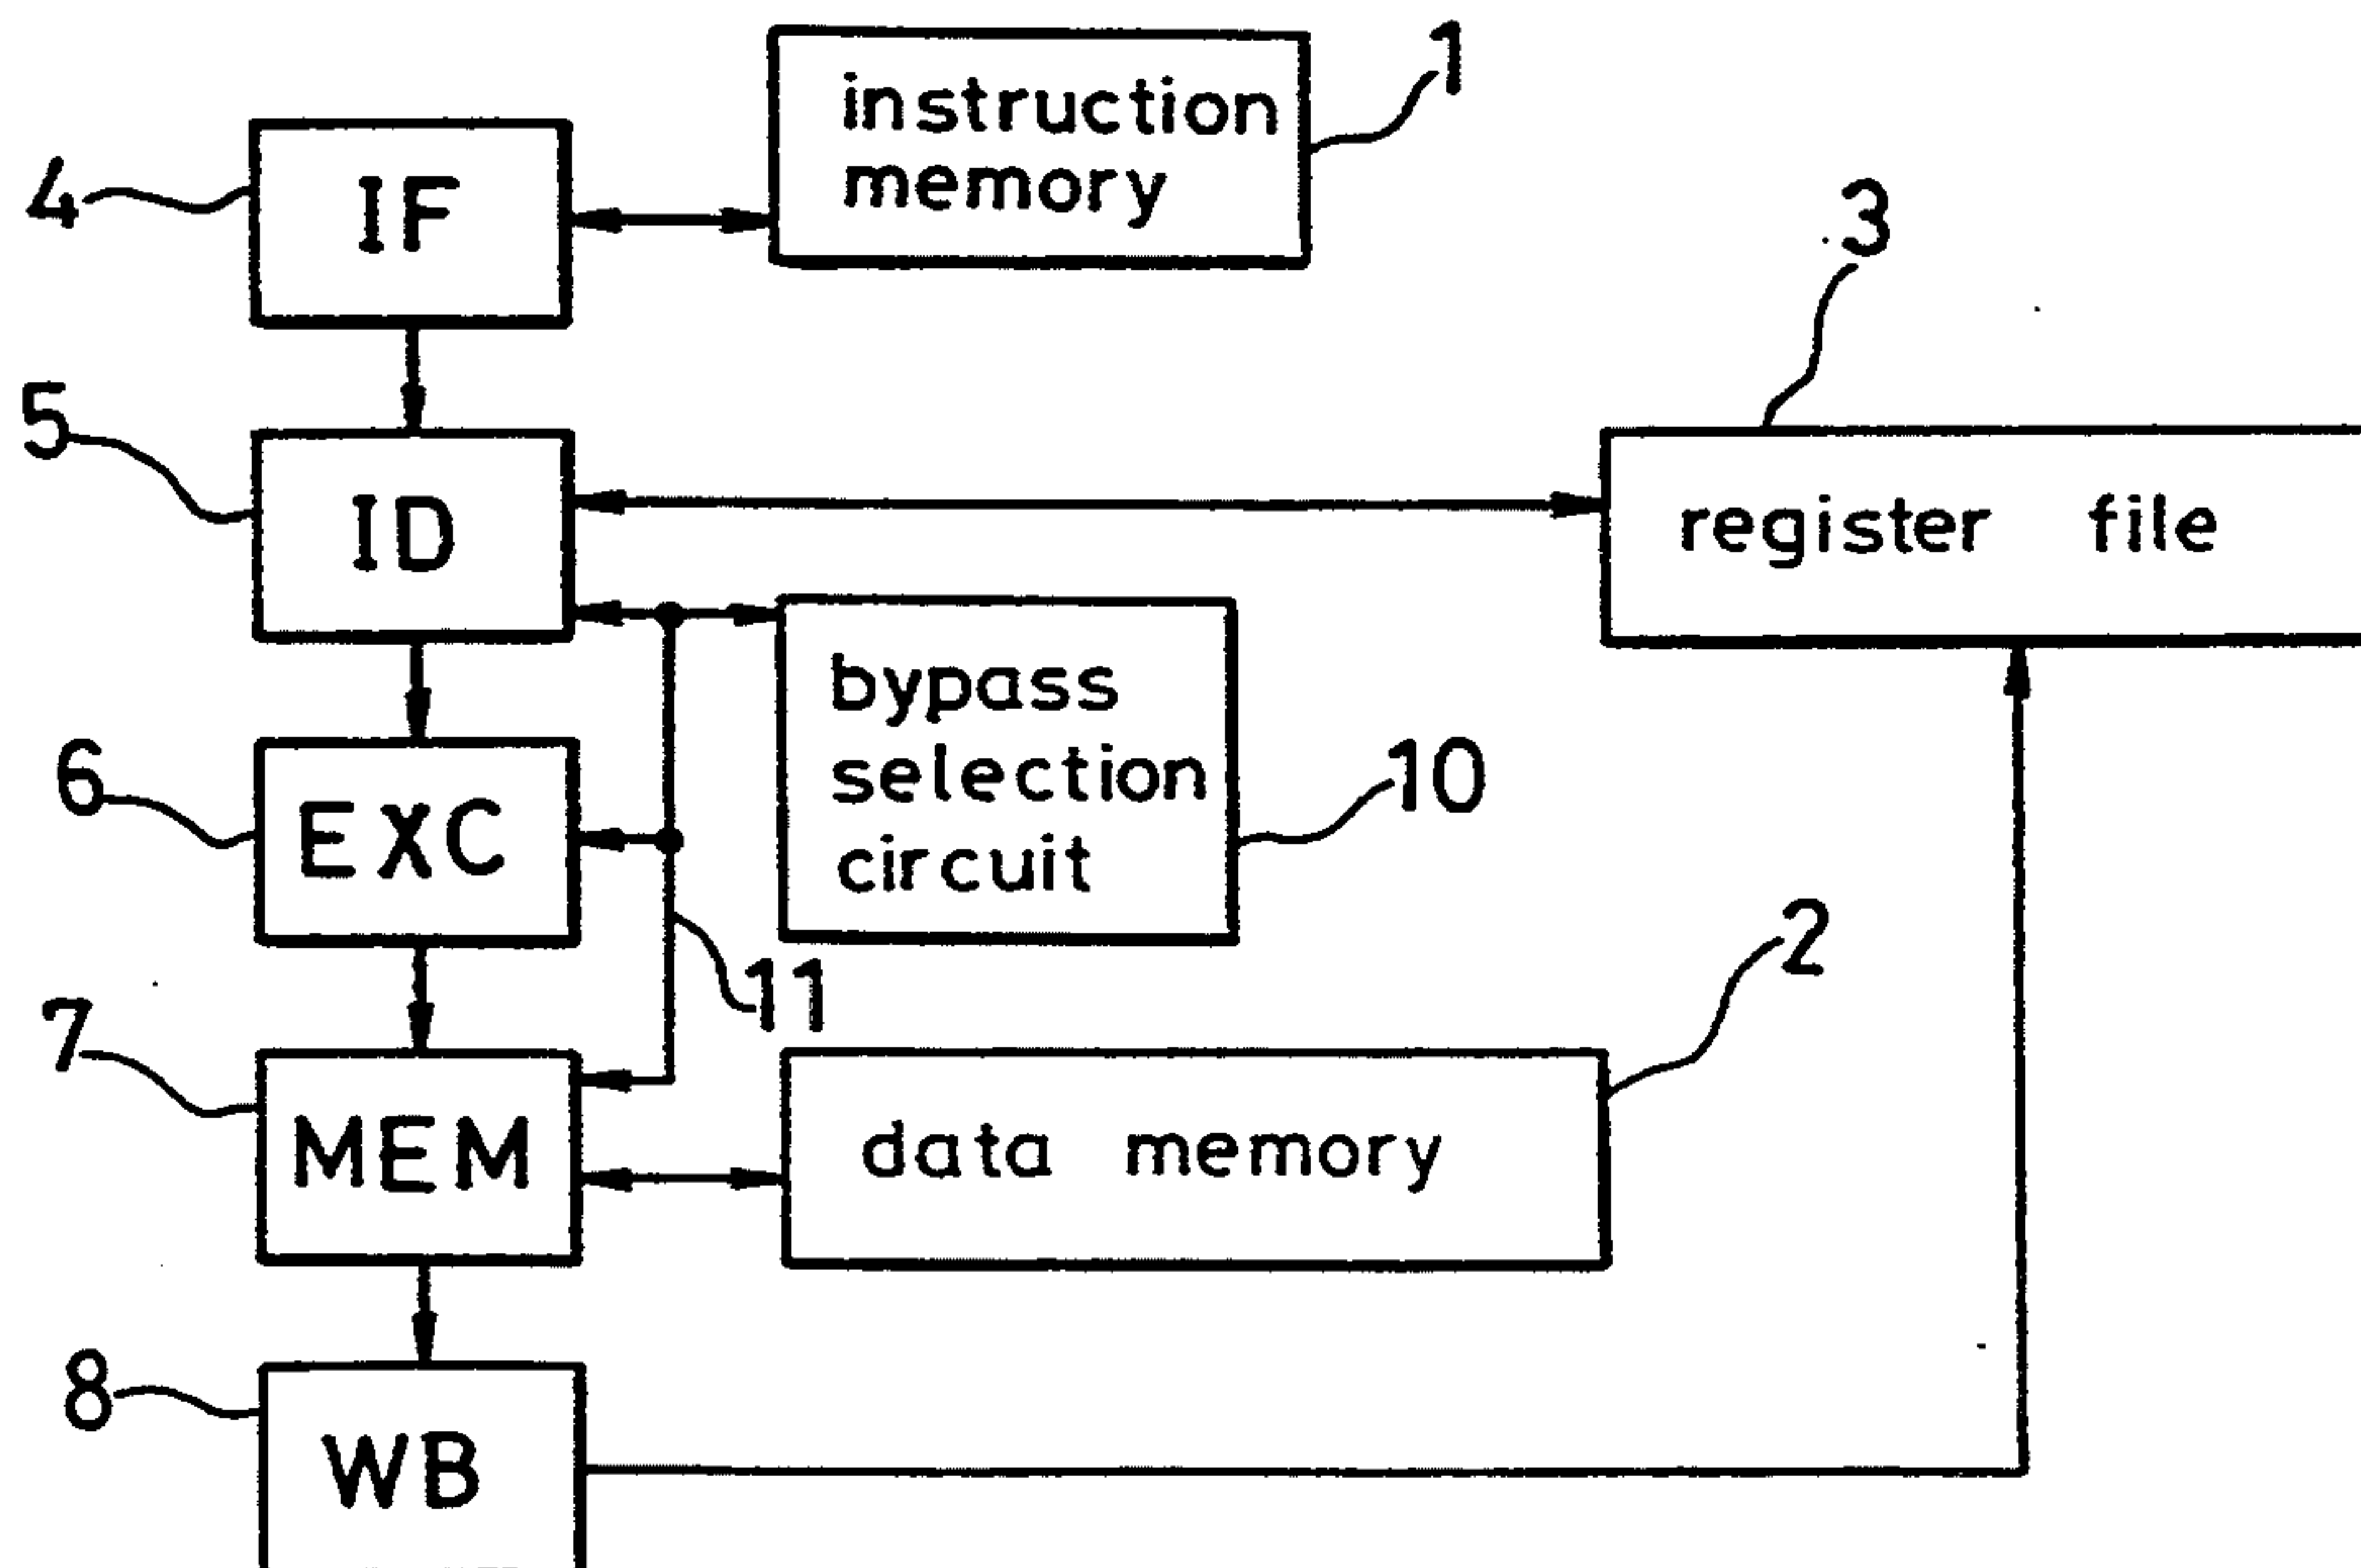 1
instruction
memory
4
IF
3
5
ID
register file
bypass
selection
circuit
10
6
EXC
2
11
7
MEM
data memory
8
WB